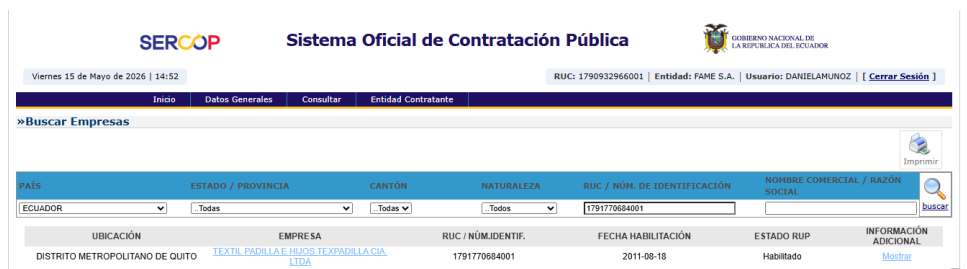 SERCOP
Sistema Oficial de Contratación Pública
GOBIERNO NACIONAL DE
LA REPUBLICA DEL ECUADOR
Viernes 15 de Mayo de 2026 | 14:52
RUC: 1790932966001 | Entidad: FAME S.A. | Usuario: DANIELAMUNOZ | [ Cerrar Sesión ]
Inicio Datos Generales Consultar Entidad Contratante
»Buscar Empresas
Imprimir
PAÍS ESTADO / PROVINCIA CANTÓN NATURALEZA RUC / NÚM. DE IDENTIFICACIÓN NOMBRE COMERCIAL / RAZÓN
SOCIAL
ECUADOR ..Todas ..Todas ..Todos 1791770684001 buscar
UBICACIÓN EMPRESA RUC / NÚM.IDENTIF. FECHA HABILITACIÓN ESTADO RUP INFORMACIÓN
ADICIONAL
DISTRITO METROPOLITANO DE QUITO TEXTIL PADILLA E HIJOS TEXPADILLA CIA. 1791770684001 2011-08-18 Habilitado Mostrar
LTDA